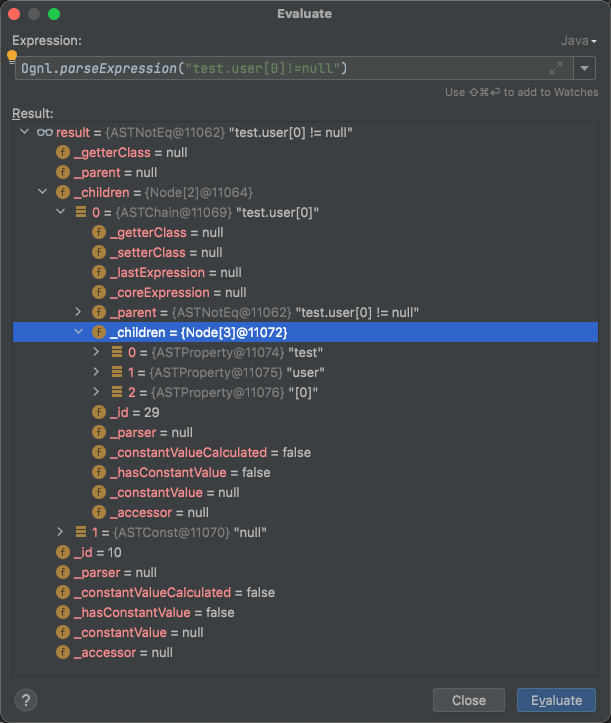 Evaluate
Expression:
Java
Ognl.parseExpression("test.user[0]!=null")
Use ⇧⌘⏎ to add to Watches
Result:
result = {ASTNotEq@11062} "test.user[0] != null"
f _getterClass = null
f _parent = null
f _children = {Node[2]@11064}
0 = {ASTChain@11069} "test.user[0]"
f _getterClass = null
f _setterClass = null
f _lastExpression = null
f _coreExpression = null
f _parent = {ASTNotEq@11062} "test.user[0] != null"
f _children = {Node[3]@11072}
0 = {ASTProperty@11074} "test"
1 = {ASTProperty@11075} "user"
2 = {ASTProperty@11076} "[0]"
f _id = 29
f _parser = null
f _constantValueCalculated = false
f _hasConstantValue = false
f _constantValue = null
f _accessor = null
1 = {ASTConst@11070} "null"
f _id = 10
f _parser = null
f _constantValueCalculated = false
f _hasConstantValue = false
f _constantValue = null
f _accessor = null
? Close Evaluate